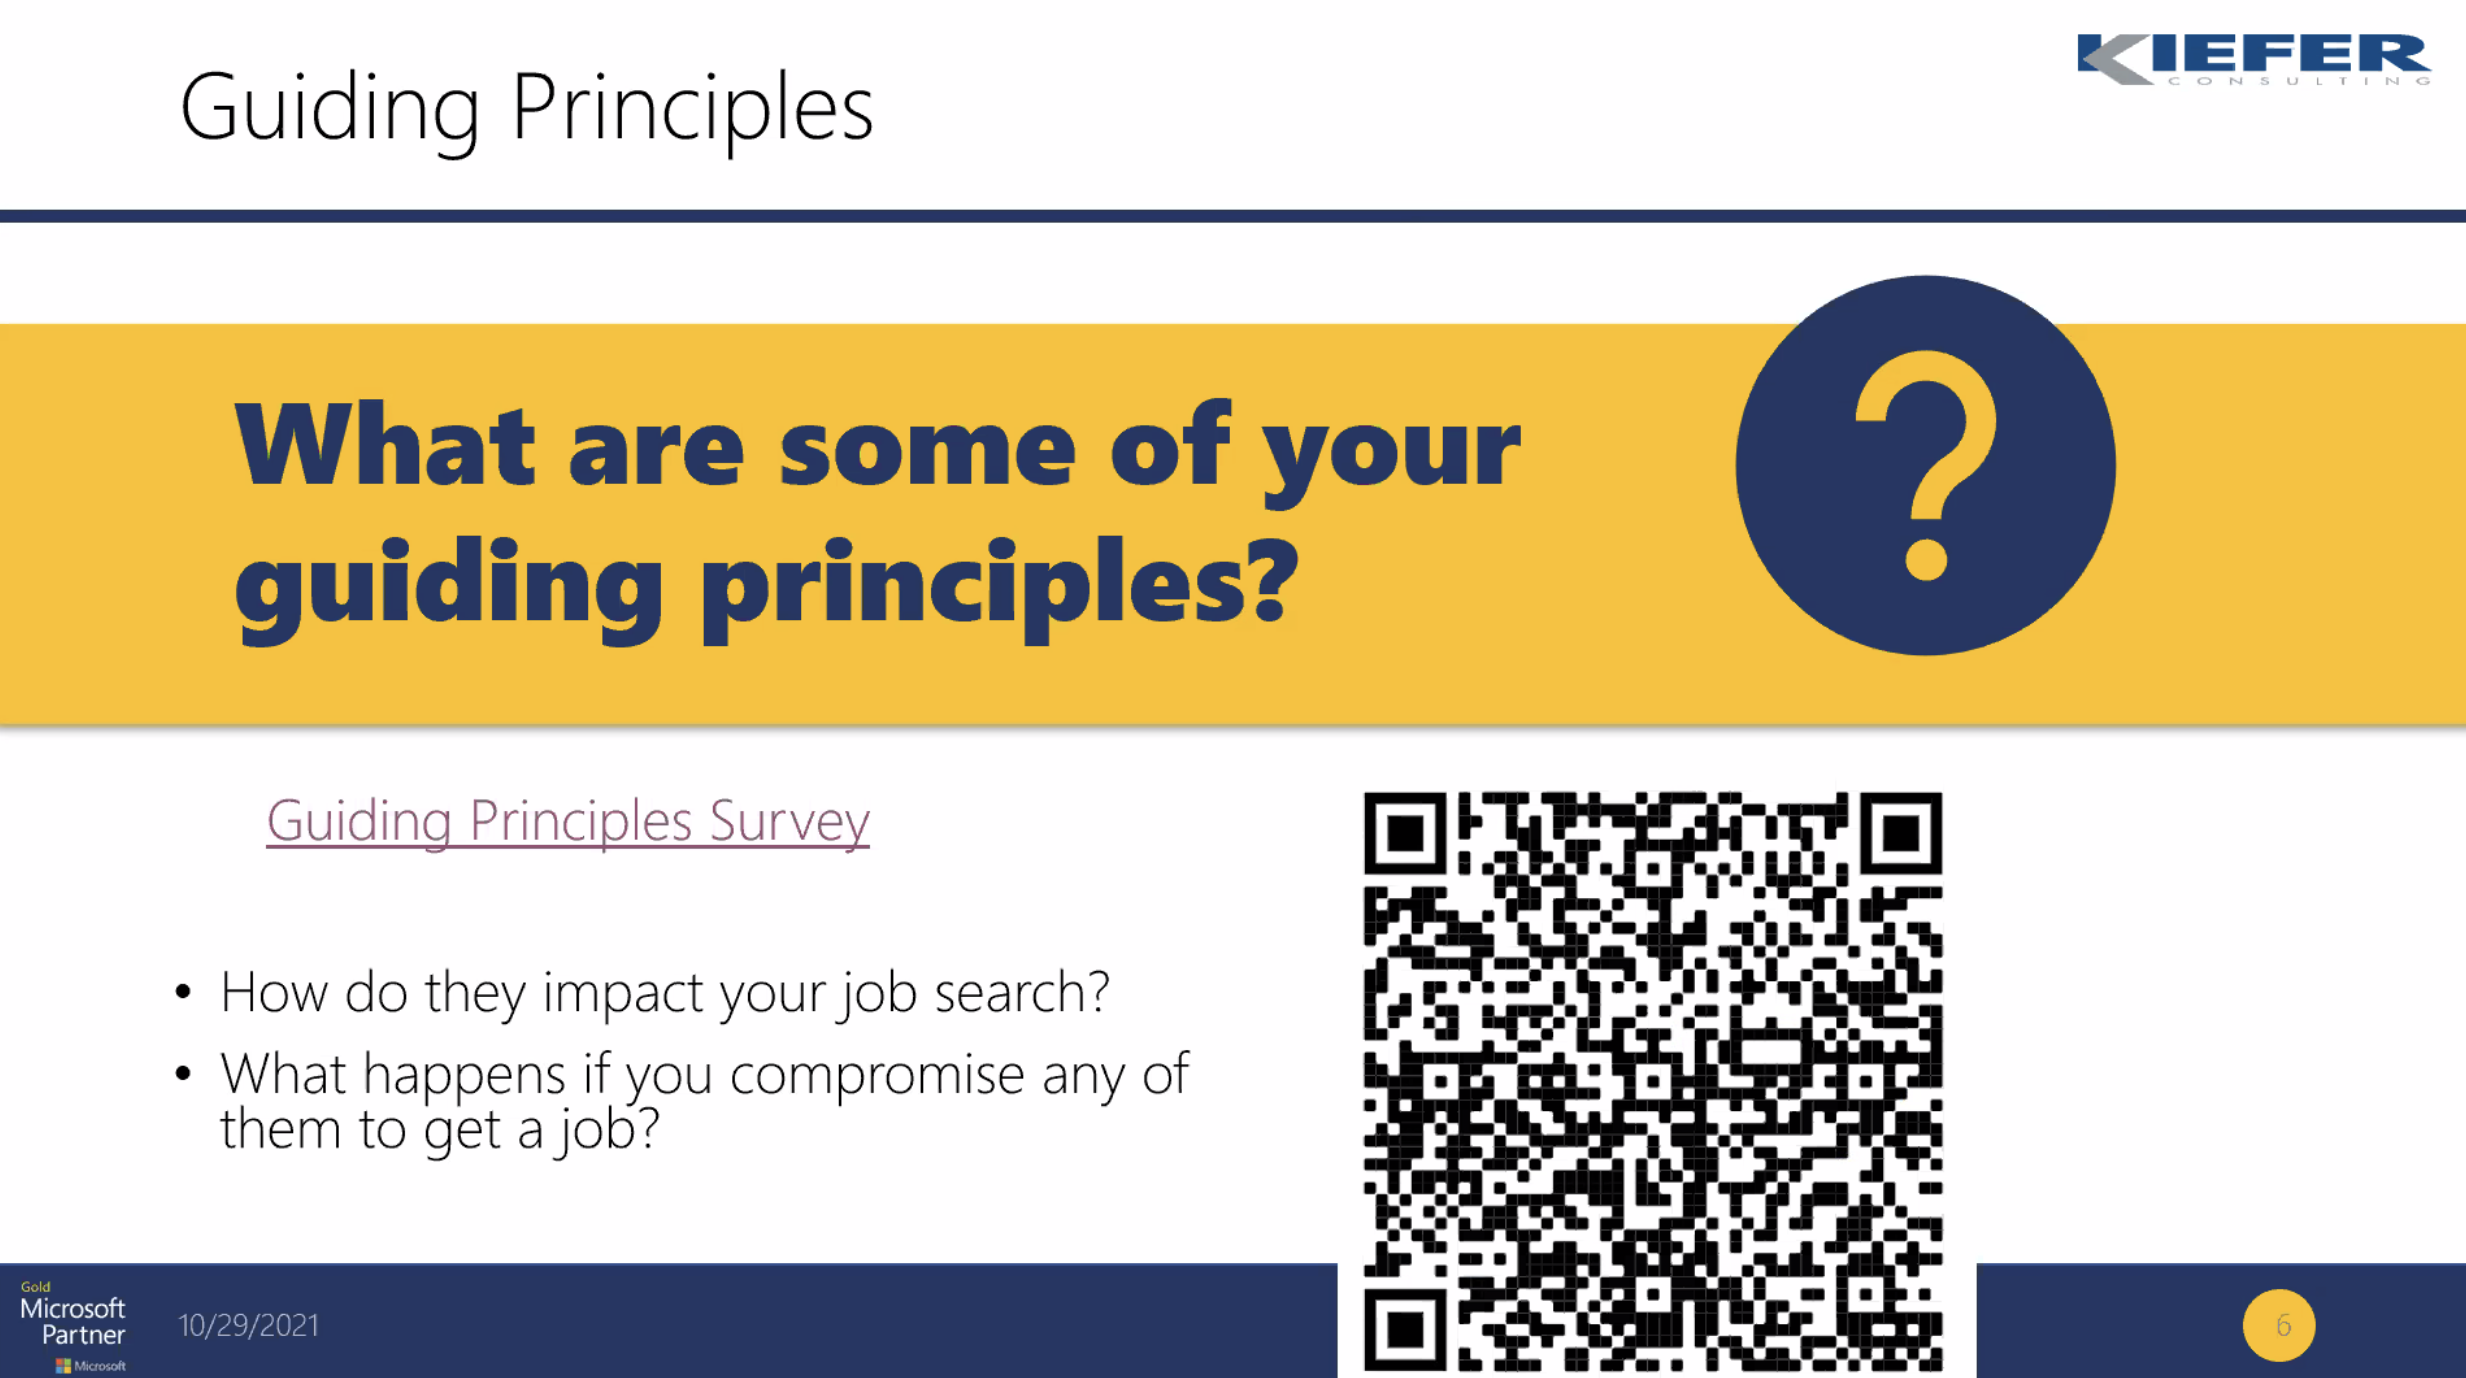 Guiding Principles
KIEFER
CONSULTING
What are some of your
guiding principles?
?
Guiding Principles Survey
• How do they impact your job search?
• What happens if you compromise any of
them to get a job?
Gold
Microsoft
Partner
Microsoft
10/29/2021
6